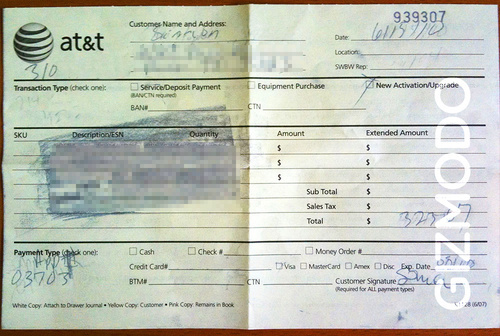 939307
at&t
Customer Name and Address:
Date:
Location:
310
SWBW Rep:
Transaction Type (check one): Service/Deposit Payment Equipment Purchase New Activation/Upgrade
(BAN/CTN required)
BAN# CTN
SKU Description/ESN Quantity Amount Extended Amount
$ $
$ $
$ $
Sub Total $
Sales Tax $
Total $
Payment Type (check one): Cash Check # Money Order#
Credit Card# Visa MasterCard Amex Disc Exp. Date
03703 BTM# CTN Customer Signature
(Required for ALL payment types)
White Copy: Attach to Drawer Journal • Yellow Copy: Customer • Pink Copy: Remains in Book
GIZMODO